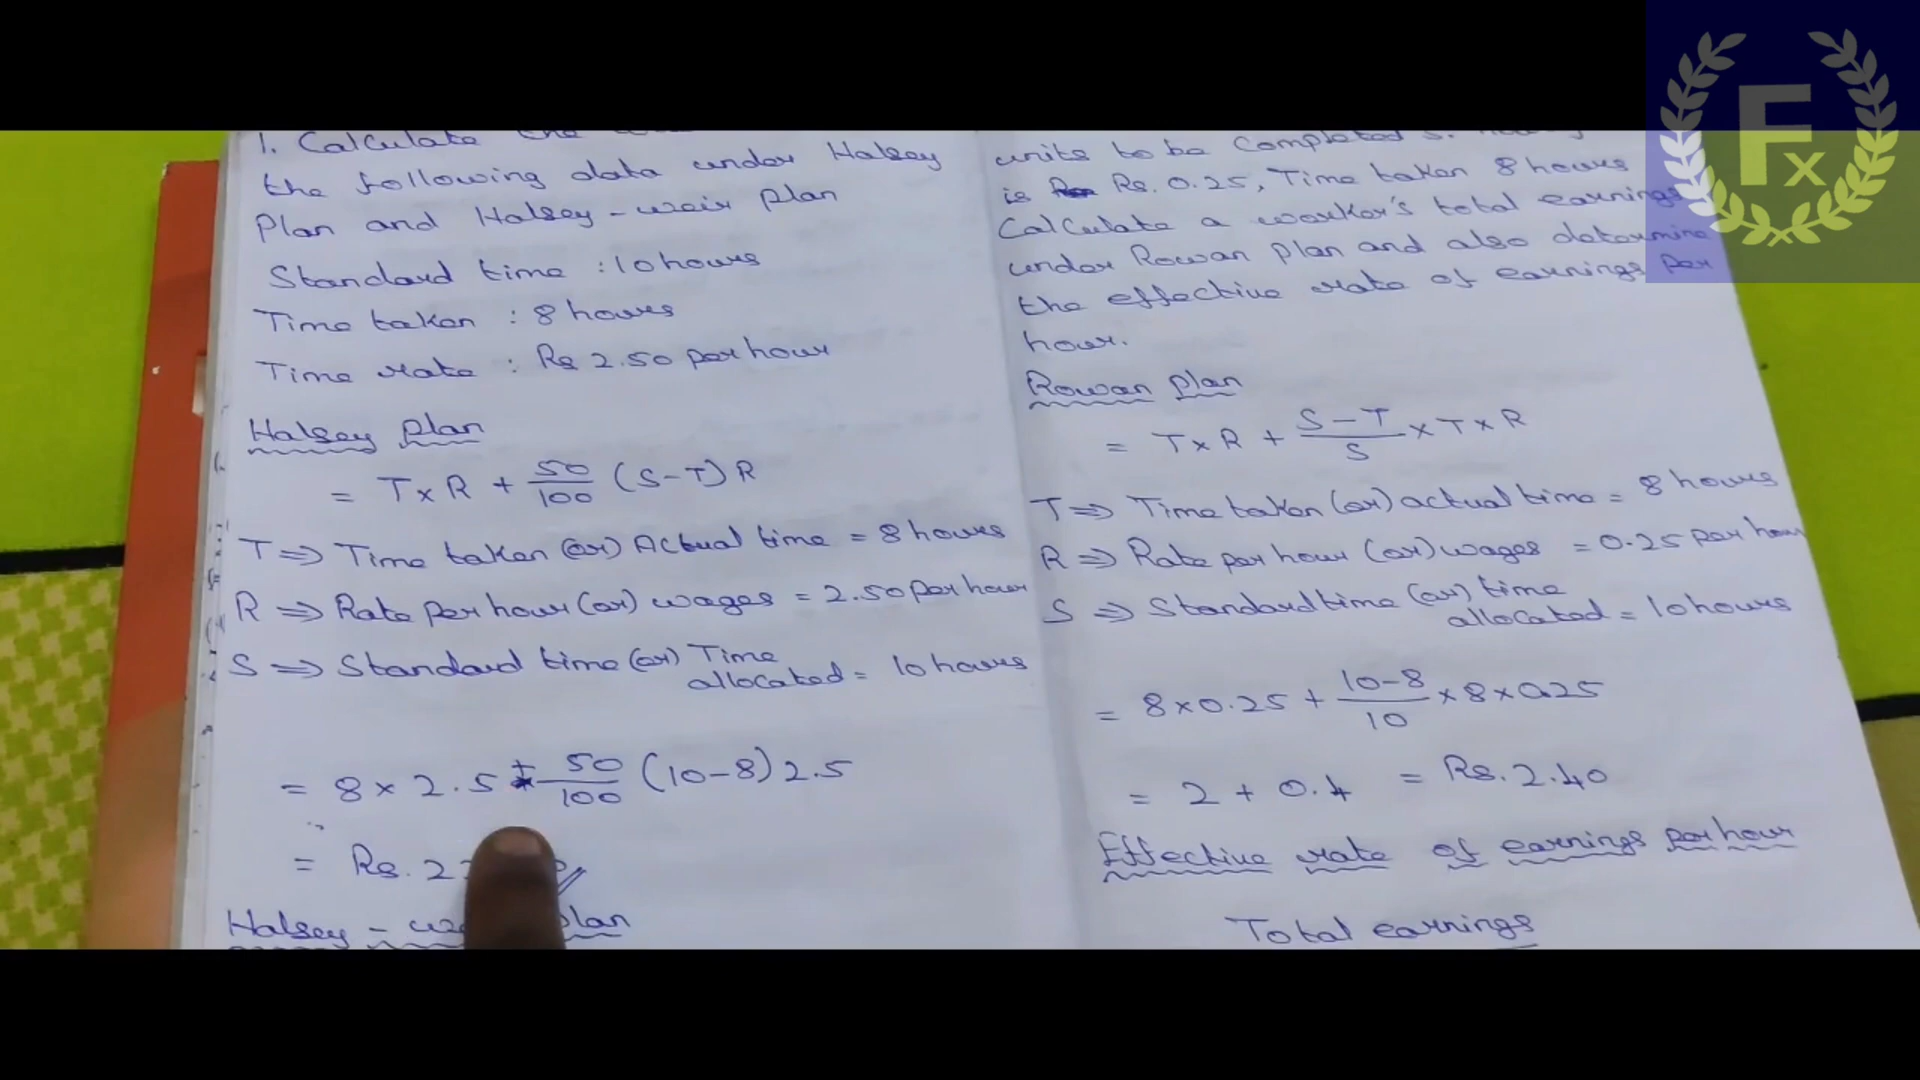 1. Calculate the
the following data under Halsey
Plan and Halsey-weir plan
Standard time : 10 hours
Time taken : 8 hours
Time rate : Rs 2.50 per hour
Halsey Plan
= T×R + 50/100 (S-T) R
T ⇒ Time taken (or) Actual time = 8 hours
R ⇒ Rate per hour (or) wages = 2.50 per hour
S ⇒ Standard time (or) Time
allocated = 10 hours
= 8 × 2.5 + 50/100 (10-8) 2.5
= Rs. 2
Halsey - plan
units to be completed 5.
is Rs. 0.25, Time taken 8 hours
Calculate a worker's total earnings
under Rowan plan and also determine
the effective rate of earnings per
hour.
Rowan plan
= T×R + S-T/S × T×R
T ⇒ Time taken (or) actual time = 8 hours
R ⇒ Rate per hour (or) wages = 0.25 per hour
S ⇒ Standard time (or) time
allocated = 10 hours
= 8×0.25 + 10-8/10 × 8×0.25
= 2 + 0.4 = Rs. 2.40
Effective rate of earnings per hour
Total earnings
Fx